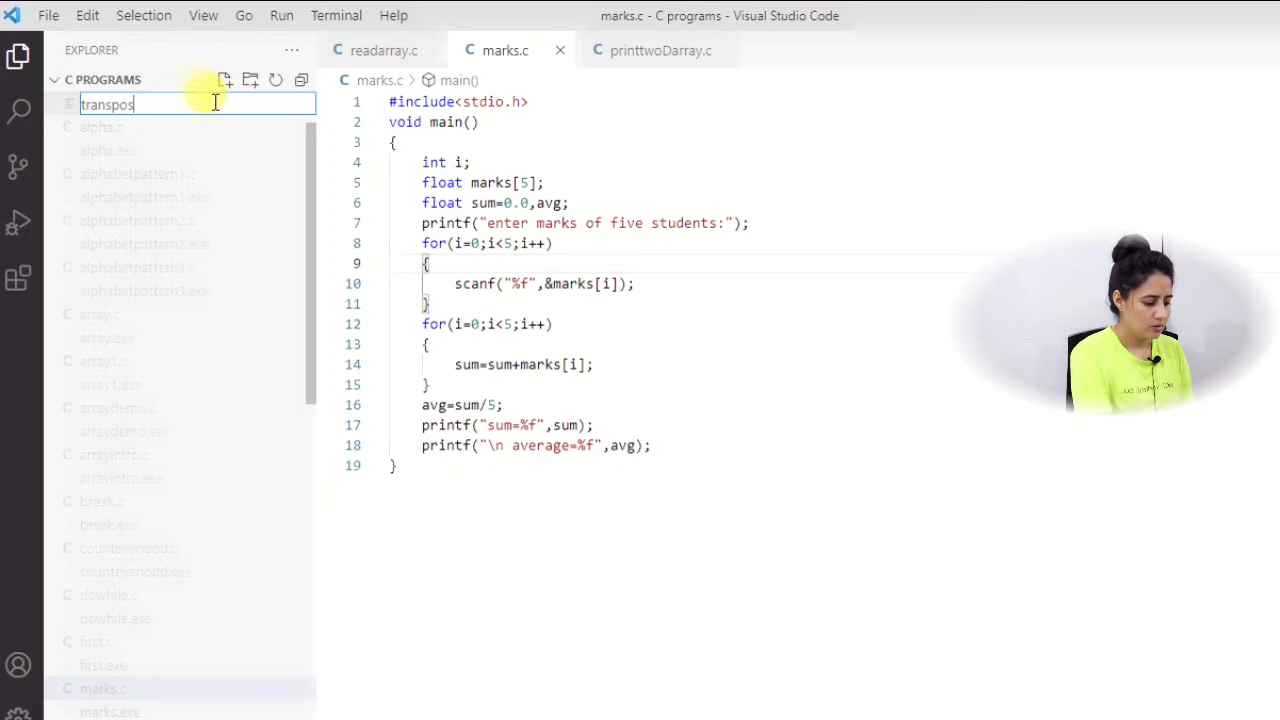 File Edit Selection View Go Run Terminal Help
marks.c - C programs - Visual Studio Code
EXPLORER
readarray.c
marks.c
printtwoDarray.c
C PROGRAMS
marks.c > main()
transpos
alpha.c
alpha.exe
alphabetpattern1.c
alphabetpattern1.exe
alphabetpattern2.c
alphabetpattern2.exe
alphabetpattern3.c
alphabetpattern3.exe
array.c
array.exe
array1.c
array1.exe
arraydemo.c
arraydemo.exe
arrayintro.c
arrayintro.exe
break.c
break.exe
countevenodd.c
countevenodd.exe
dowhile.c
dowhile.exe
first.c
first.exe
marks.c
marks.exe
1 #include<stdio.h>
2 void main()
3 {
4 int i;
5 float marks[5];
6 float sum=0.0,avg;
7 printf("enter marks of five students:");
8 for(i=0;i<5;i++)
9 {
10 scanf("%f",&marks[i]);
11 }
12 for(i=0;i<5;i++)
13 {
14 sum=sum+marks[i];
15 }
16 avg=sum/5;
17 printf("sum=%f",sum);
18 printf("\n average=%f",avg);
19 }